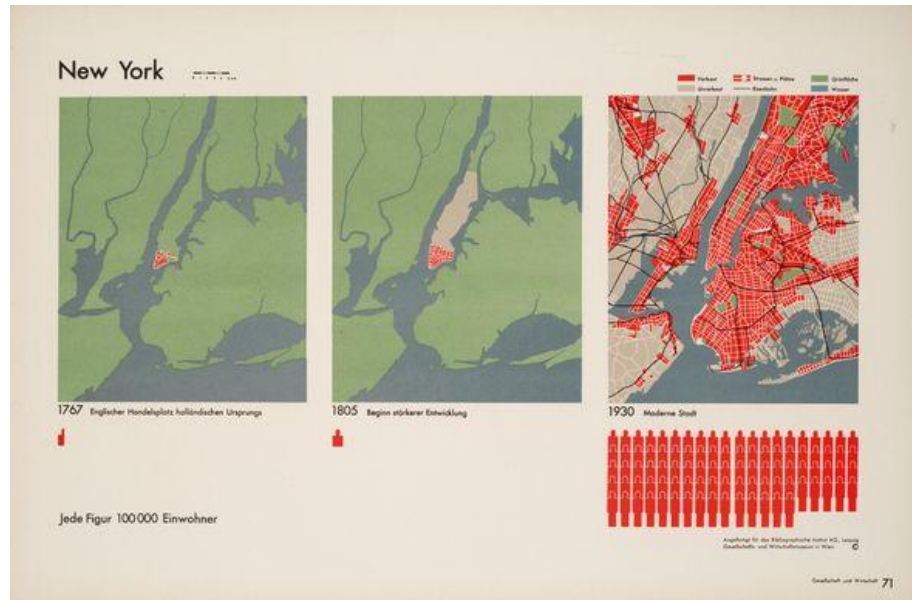 New York
Verbaut
Strassen u. Plätze
Grünfläche
Unverbaut
Eisenbahn
Wasser
1767 Englischer Handelsplatz holländischen Ursprungs
1805 Beginn stärkerer Entwicklung
1930 Moderne Stadt
Jede Figur 100 000 Einwohner
Angefertigt für das Bibliographische Institut AG., Leipzig
Gesellschafts- und Wirtschaftsmuseum in Wien ©
Gesellschaft und Wirtschaft 71